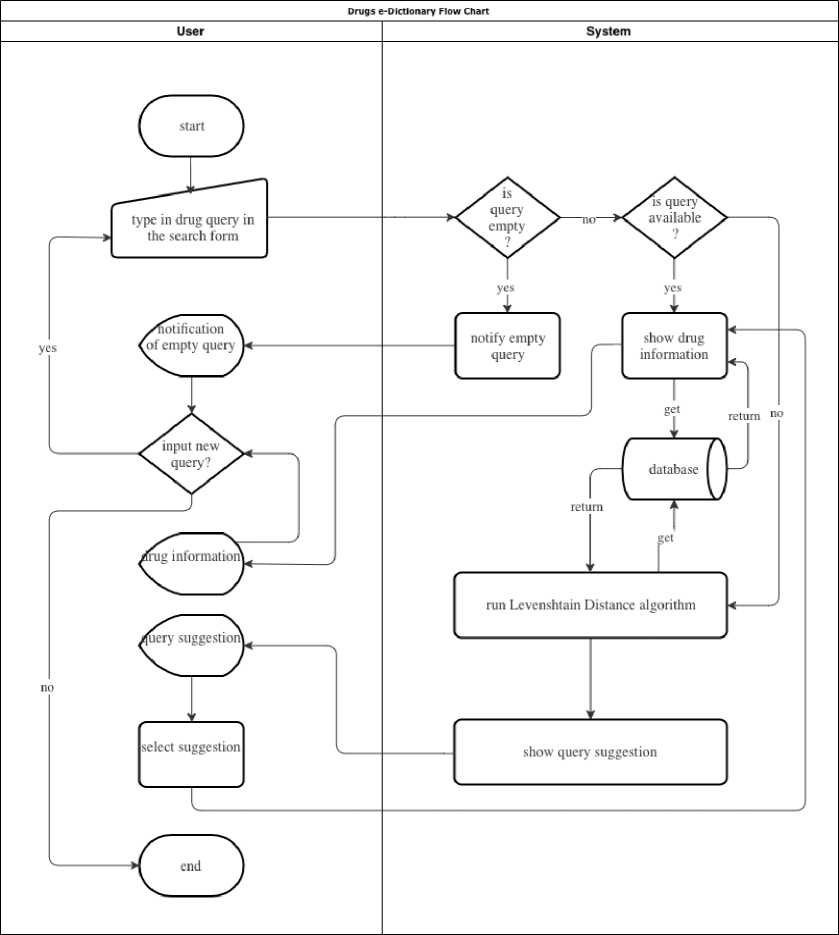 Drugs e-Dictionary Flow Chart
User
System
start
type in drug query in
the search form
is
query
empty
?
no
is query
available
?
yes
yes
no
notification
of empty query
notify empty
query
show drug
information
yes
get
return
input new
query?
database
return
get
drug information
run Levenshtain Distance algorithm
query suggestion
no
select suggestion
show query suggestion
end